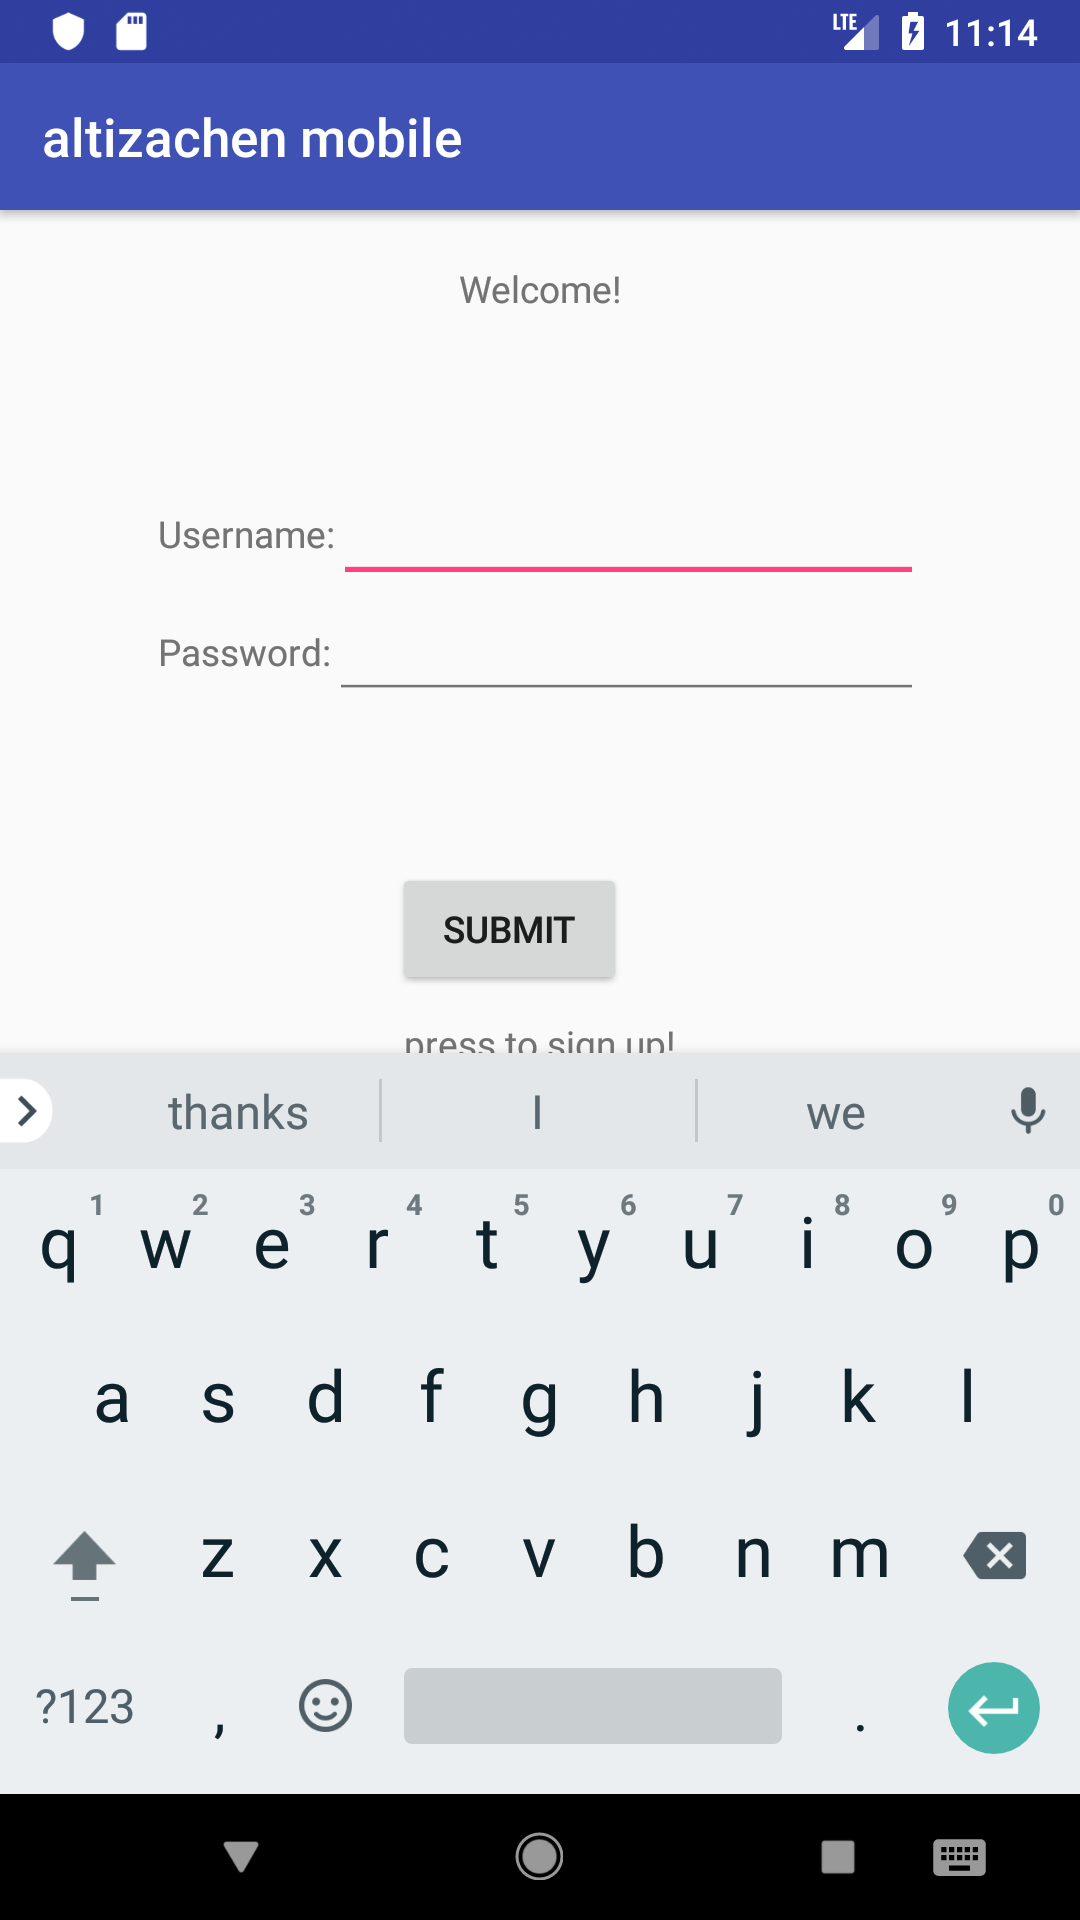 LTE 11:14
altizachen mobile
Welcome!
Username:
Password:
SUBMIT
press to sign up!
thanks I we
1 2 3 4 5 6 7 8 9 0
q w e r t y u i o p
a s d f g h j k l
z x c v b n m
?123 , .